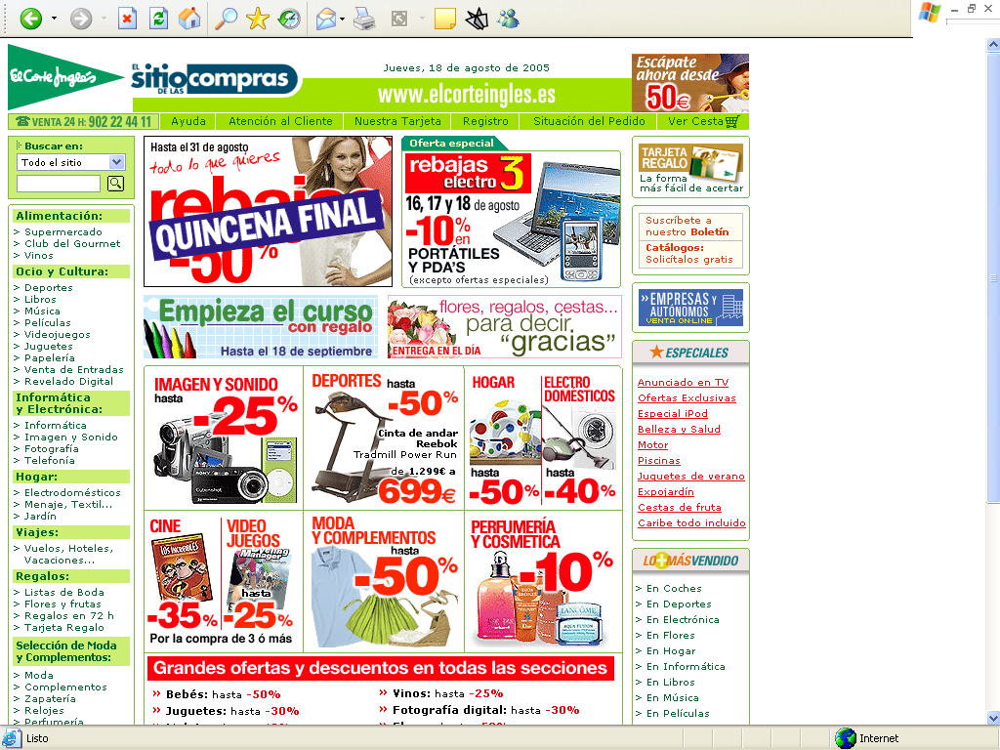 El Corte Inglés
EL sitio DE LAS compras
Jueves, 18 de agosto de 2005
www.elcorteingles.es
Escápate
ahora desde
50€
VENTA 24 H: 902 22 44 11
Ayuda
Atención al Cliente
Nuestra Tarjeta
Registro
Situación del Pedido
Ver Cesta
Buscar en:
Todo el sitio
Alimentación:
> Supermercado
> Club del Gourmet
> Vinos
Ocio y Cultura:
> Deportes
> Libros
> Música
> Películas
> Videojuegos
> Juguetes
> Papelería
> Venta de Entradas
> Revelado Digital
Informática
y Electrónica:
> Informática
> Imagen y Sonido
> Fotografía
> Telefonía
Hogar:
> Electrodomésticos
> Menaje, Textil...
> Jardín
Viajes:
> Vuelos, Hoteles,
Vacaciones...
Regalos:
> Listas de Boda
> Flores y frutas
> Regalos en 72 h
> Tarjeta Regalo
Selección de Moda
y Complementos:
> Moda
> Complementos
> Zapatería
> Relojes
> Perfumería
Hasta el 31 de agosto
todo lo que quieres
rebajas
QUINCENA FINAL
-50%
Oferta especial
rebajas
electro 3
16, 17 y 18 de agosto
-10%
en
PORTÁTILES
Y PDA'S
(excepto ofertas especiales)
Empieza el curso
con regalo
Hasta el 18 de septiembre
flores, regalos, cestas...
para decir
“gracias”
ENTREGA EN EL DÍA
IMAGEN Y SONIDO
hasta
-25%
SONY
Cybershot
DEPORTES
hasta
-50%
Cinta de andar
Reebok
Tradmill Power Run
de 1.299€ a
699€
HOGAR
hasta
-50%
ELECTRO
DOMESTICOS
hasta
-40%
CINE
LOS INCREIBLES
-35%
VIDEO
JUEGOS
Manager
hasta
-25%
Por la compra de 3 ó más
MODA
Y COMPLEMENTOS
hasta
-50%
PERFUMERÍA
Y COSMÉTICA
-10%
LANCÔME
Grandes ofertas y descuentos en todas las secciones
» Bebés: hasta -50%
» Juguetes: hasta -30%
» Vinos: hasta -25%
» Fotografía digital: hasta -30%
TARJETA
REGALO
La forma
más fácil de acertar
Suscríbete a
nuestro Boletín
Catálogos:
Solicítalos gratis
» EMPRESAS Y
AUTÓNOMOS
VENTA ON-LINE
ESPECIALES
Anunciado en TV
Ofertas Exclusivas
Especial iPod
Belleza y Salud
Motor
Piscinas
Juguetes de verano
Expojardín
Cestas de fruta
Caribe todo incluido
LO+MÁS VENDIDO
> En Coches
> En Deportes
> En Electrónica
> En Flores
> En Hogar
> En Informática
> En Libros
> En Música
> En Películas
Listo
Internet